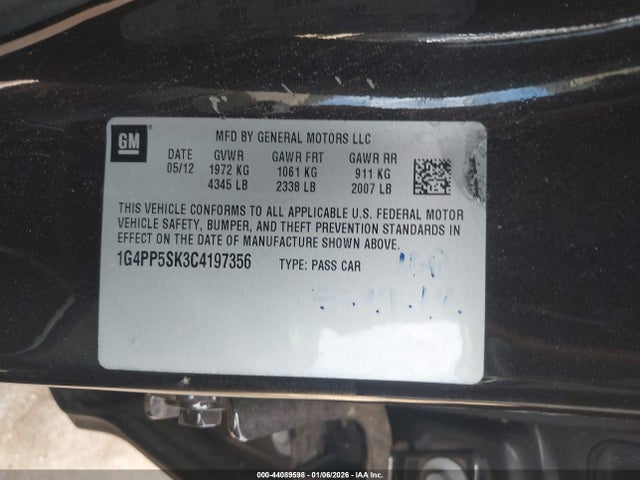 GM
MFD BY GENERAL MOTORS LLC
DATE GVWR GAWR FRT GAWR RR
05/12 1972 KG 1061 KG 911 KG
4345 LB 2338 LB 2007 LB
THIS VEHICLE CONFORMS TO ALL APPLICABLE U.S. FEDERAL MOTOR
VEHICLE SAFETY, BUMPER, AND THEFT PREVENTION STANDARDS IN
EFFECT ON THE DATE OF MANUFACTURE SHOWN ABOVE.
1G4PP5SK3C4197356 TYPE: PASS CAR
000-44089598 - 01/06/2026 - IAA Inc.